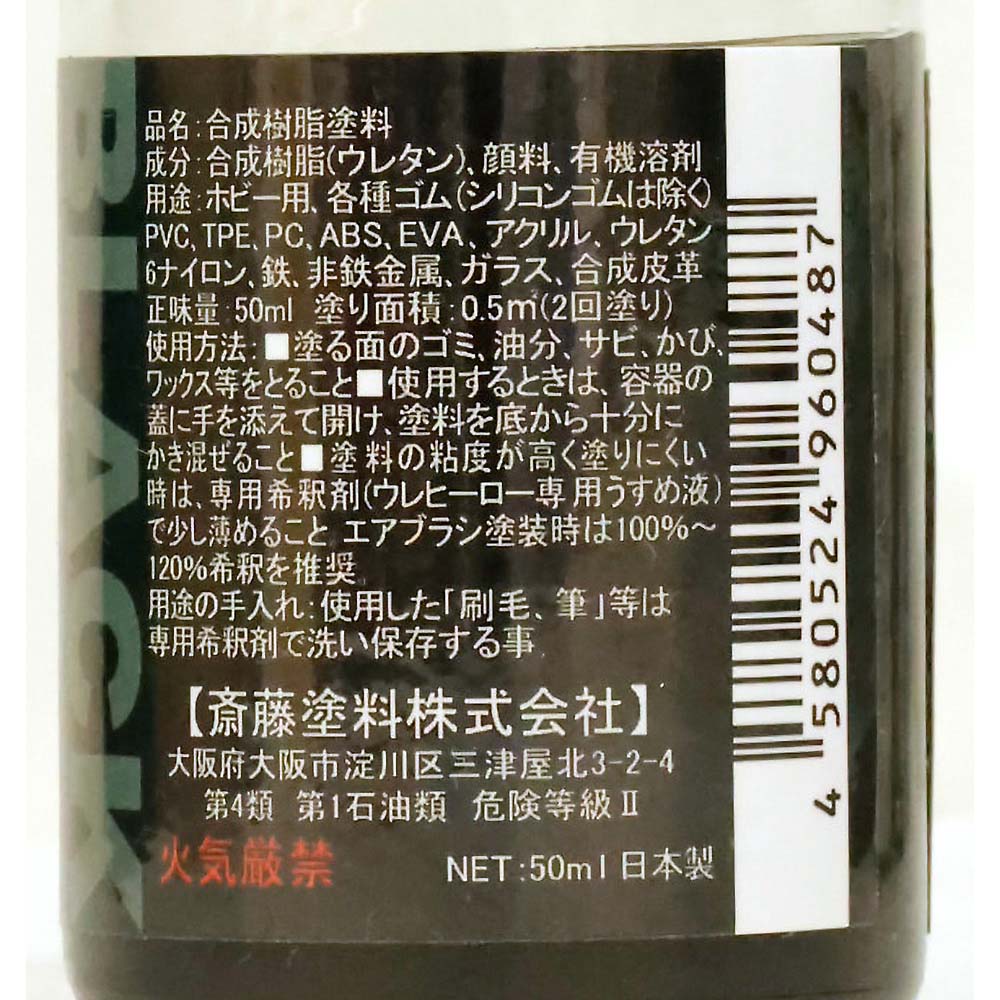 BLACK
品名:合成樹脂塗料
成分:合成樹脂(ウレタン)、顔料、有機溶剤
用途:ホビー用、各種ゴム(シリコンゴムは除く)
PVC、TPE、PC、ABS、EVA、アクリル、ウレタン
6ナイロン、鉄、非鉄金属、ガラス、合成皮革
正味量:50ml 塗り面積:0.5㎡(2回塗り)
使用方法:■塗る面のゴミ、油分、サビ、かび、
ワックス等をとること■使用するときは、容器の
蓋に手を添えて開け、塗料を底から十分に
かき混ぜること■塗料の粘度が高く塗りにくい
時は、専用希釈剤(ウレヒーロー専用うすめ液)
で少し薄めること エアブラシ塗装時は100%～
120%希釈を推奨
用途の手入れ:使用した「刷毛、筆」等は
専用希釈剤で洗い保存する事
【斎藤塗料株式会社】
大阪府大阪市淀川区三津屋北3-2-4
第4類 第1石油類 危険等級Ⅱ
火気厳禁 NET:50ml 日本製
4580524960487